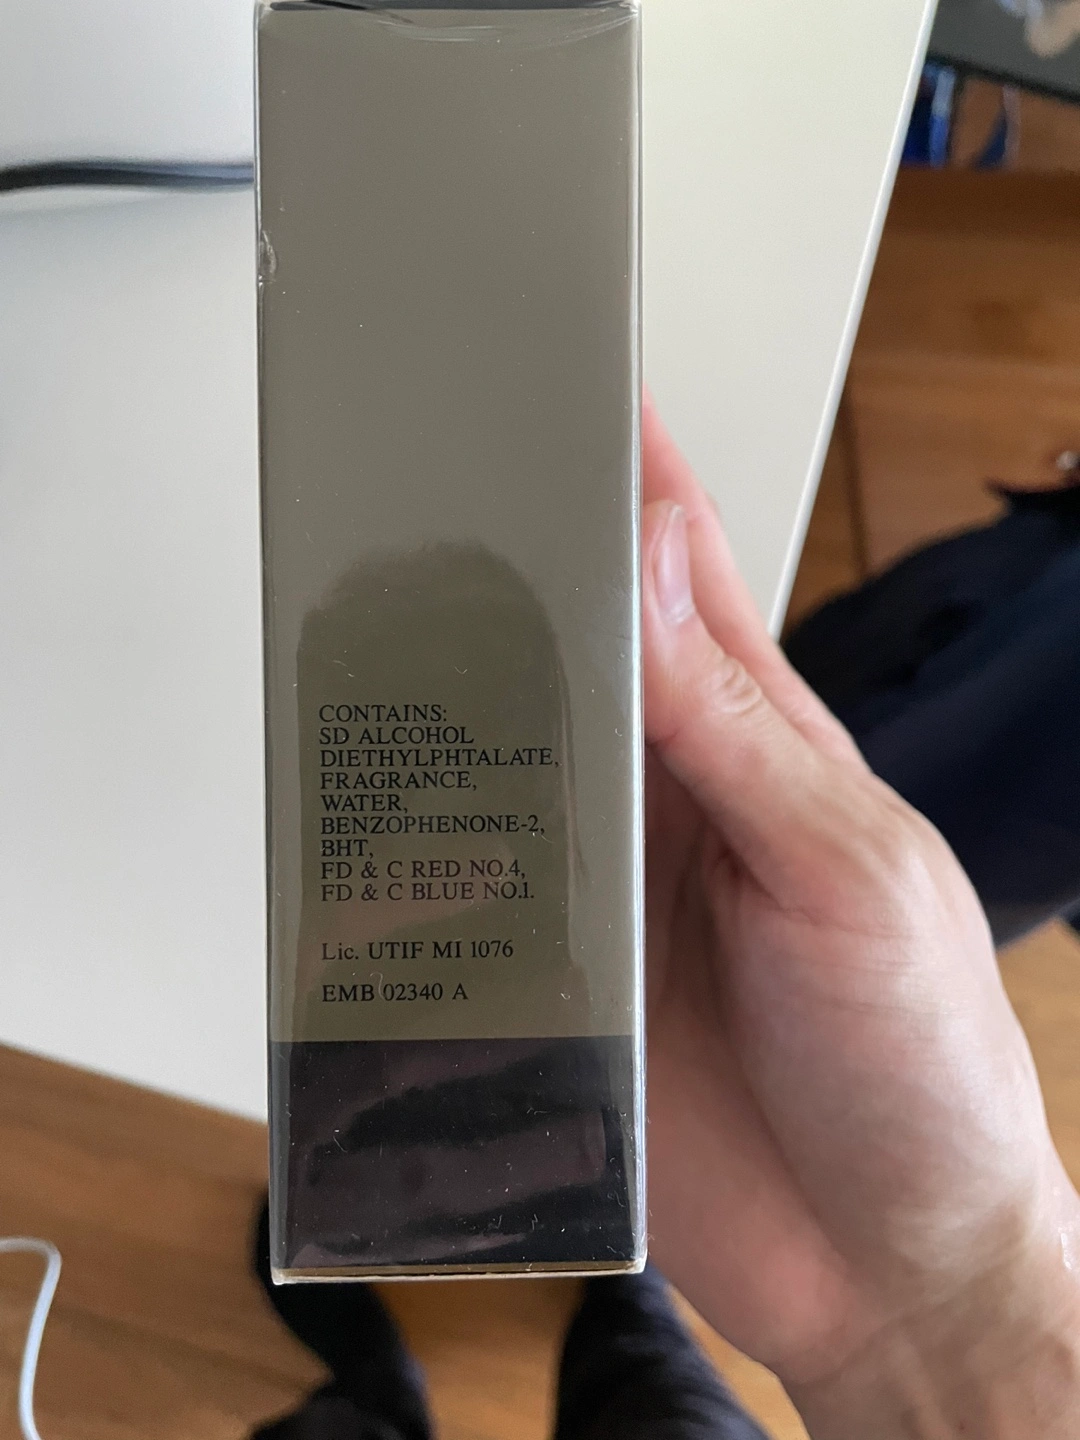 CONTAINS:
SD ALCOHOL
DIETHYLPHTALATE,
FRAGRANCE,
WATER,
BENZOPHENONE-2,
BHT,
FD & C RED NO.4,
FD & C BLUE NO.1.
Lic. UTIF MI 1076
EMB 02340 A